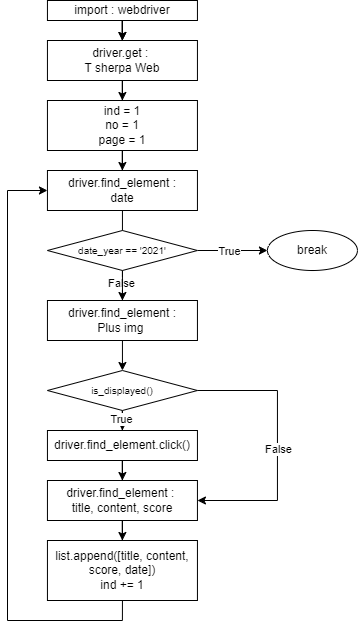 import : webdriver
driver.get :
T sherpa Web
ind = 1
no = 1
page = 1
driver.find_element :
date
date_year == '2021'
True
break
False
driver.find_element :
Plus img
is_displayed()
True
False
driver.find_element.click()
driver.find_element :
title, content, score
list.append([title, content,
score, date])
ind += 1